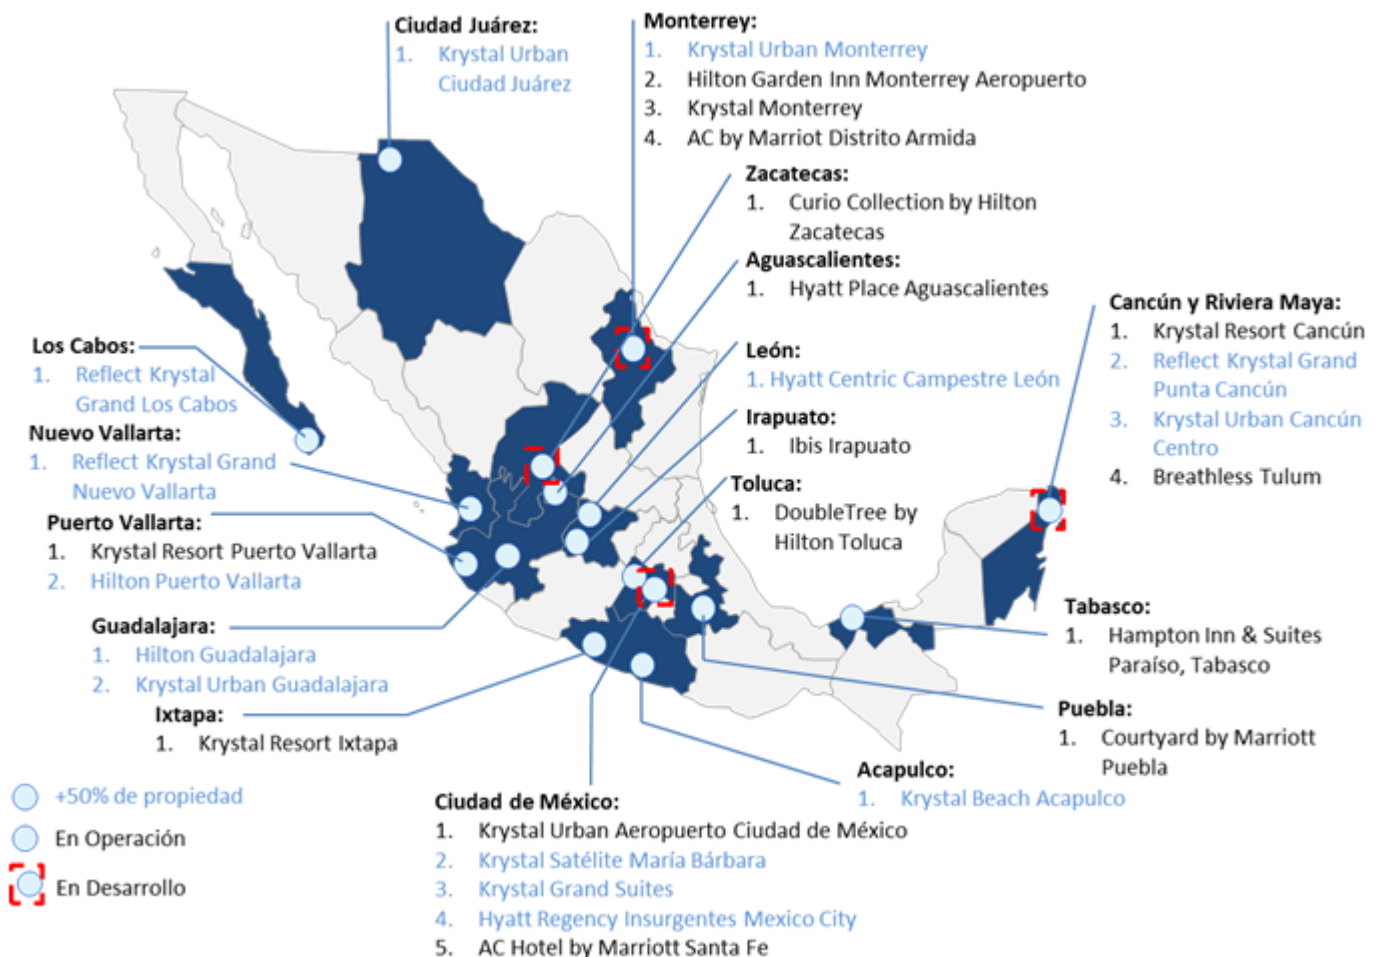 Ciudad Juárez:
1. Krystal Urban
Ciudad Juárez
Monterrey:
1. Krystal Urban Monterrey
2. Hilton Garden Inn Monterrey Aeropuerto
3. Krystal Monterrey
4. AC by Marriot Distrito Armida
Zacatecas:
1. Curio Collection by Hilton
Zacatecas
Aguascalientes:
1. Hyatt Place Aguascalientes
Cancún y Riviera Maya:
1. Krystal Resort Cancún
2. Reflect Krystal Grand
Punta Cancún
3. Krystal Urban Cancún
Centro
4. Breathless Tulum
León:
1. Hyatt Centric Campestre León
Irapuato:
1. Ibis Irapuato
Toluca:
1. DoubleTree by
Hilton Toluca
Los Cabos:
1. Reflect Krystal
Grand Los Cabos
Nuevo Vallarta:
1. Reflect Krystal Grand
Nuevo Vallarta
Puerto Vallarta:
1. Krystal Resort Puerto Vallarta
2. Hilton Puerto Vallarta
Guadalajara:
1. Hilton Guadalajara
2. Krystal Urban Guadalajara
Ixtapa:
1. Krystal Resort Ixtapa
Tabasco:
1. Hampton Inn & Suites
Paraíso, Tabasco
Puebla:
1. Courtyard by Marriott
Puebla
Acapulco:
1. Krystal Beach Acapulco
Ciudad de México:
1. Krystal Urban Aeropuerto Ciudad de México
2. Krystal Satélite María Bárbara
3. Krystal Grand Suites
4. Hyatt Regency Insurgentes Mexico City
5. AC Hotel by Marriott Santa Fe
+50% de propiedad
En Operación
En Desarrollo